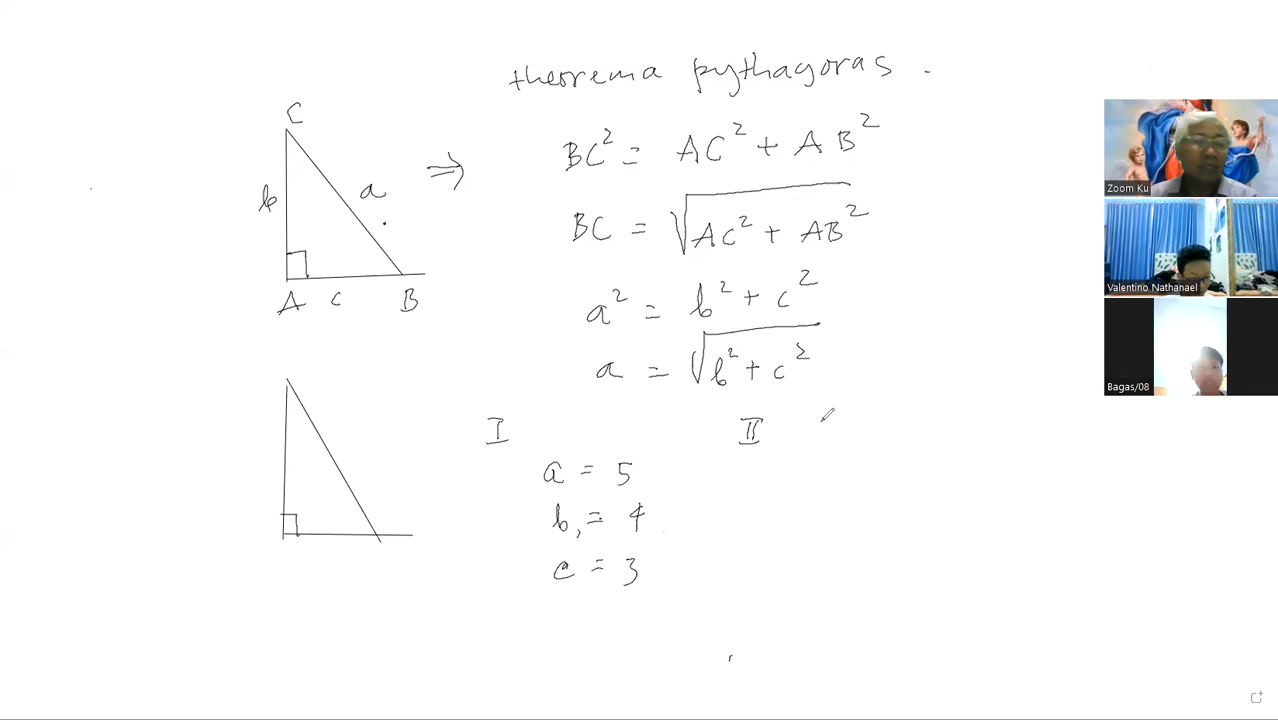 theorema pythagoras.
C
b
a
A c B
⇒
BC² = AC² + AB²
BC = √(AC² + AB²)
a² = b² + c²
a = √(b² + c²)
I
a = 5
b, = 4
c = 3
II
Zoom Ku
Valentino Nathanael
Bagas/08